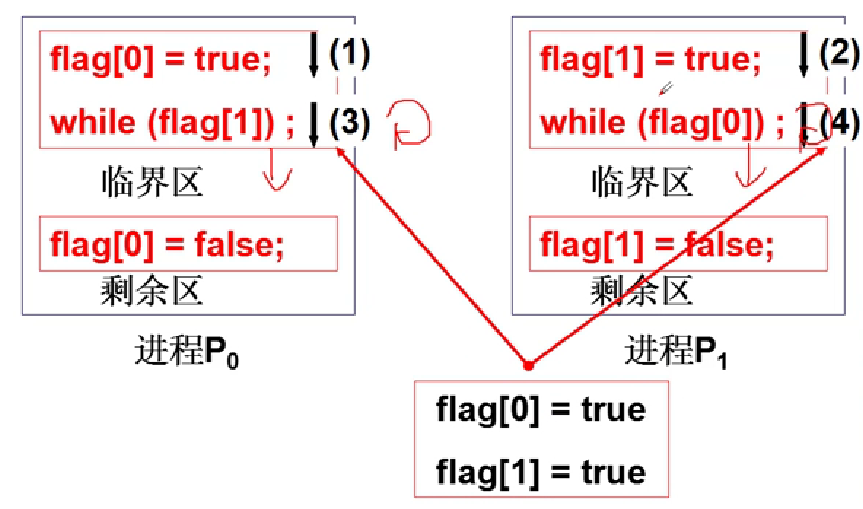 flag[0] = true; (1)
while (flag[1]) ; (3)
临界区
flag[0] = false;
剩余区
进程P0
flag[1] = true; (2)
while (flag[0]) ; (4)
临界区
flag[1] = false;
剩余区
进程P1
flag[0] = true
flag[1] = true